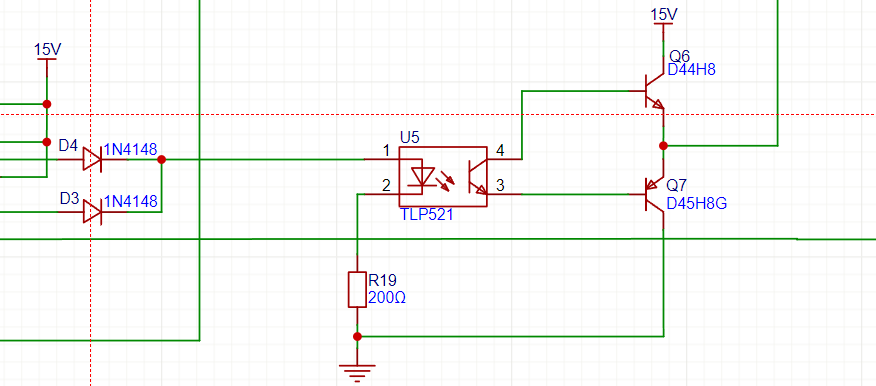 15V
15V
Q6
D44H8
D4
1N4148
U5
1
4
D3
1N4148
2
3
TLP521
Q7
D45H8G
R19
200Ω